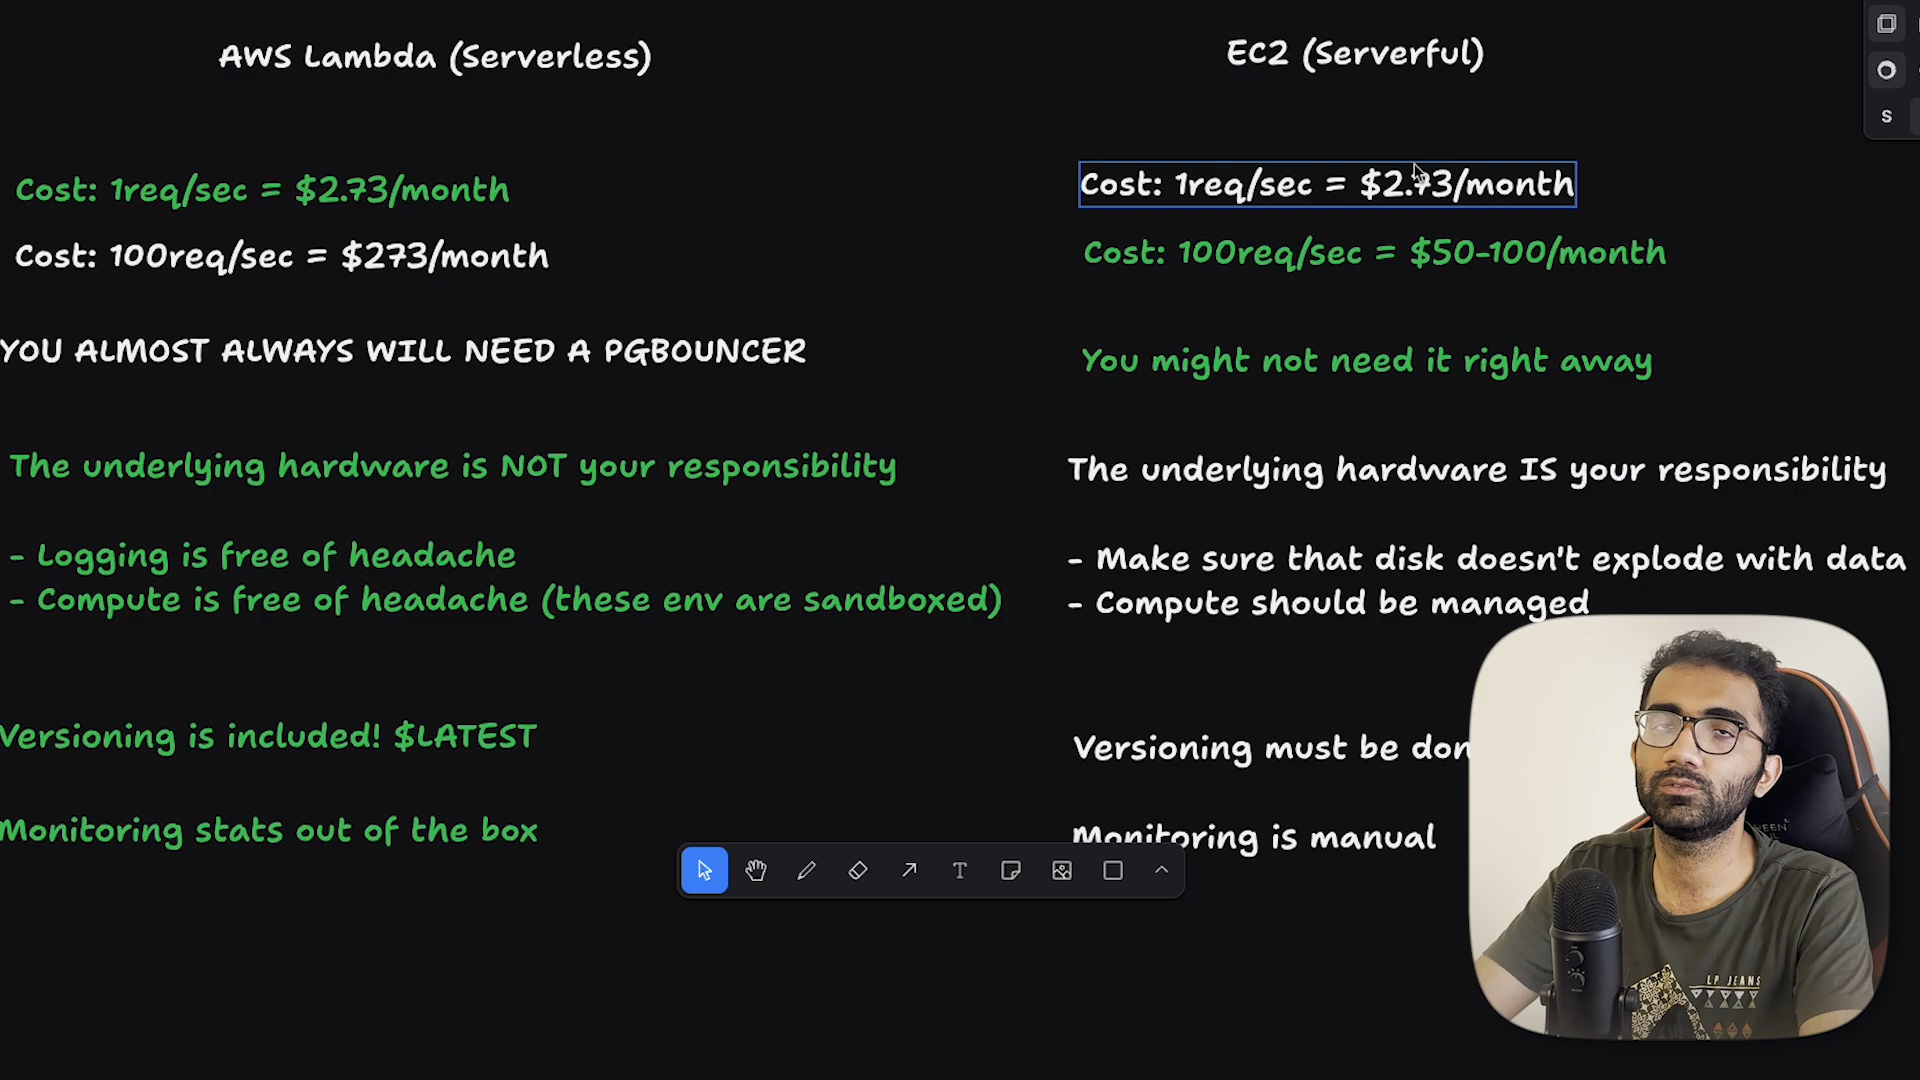 AWS Lambda (Serverless)
Cost: 1req/sec = $2.73/month
Cost: 100req/sec = $273/month
YOU ALMOST ALWAYS WILL NEED A PGBOUNCER
The underlying hardware is NOT your responsibility
- Logging is free of headache
- Compute is free of headache (these env are sandboxed)
Versioning is included! $LATEST
Monitoring stats out of the box
EC2 (Serverful)
Cost: 1req/sec = $2.73/month
Cost: 100req/sec = $50-100/month
You might not need it right away
The underlying hardware IS your responsibility
- Make sure that disk doesn't explode with data
- Compute should be managed
Versioning must be don
Monitoring is manual
S
T
LP JEANS